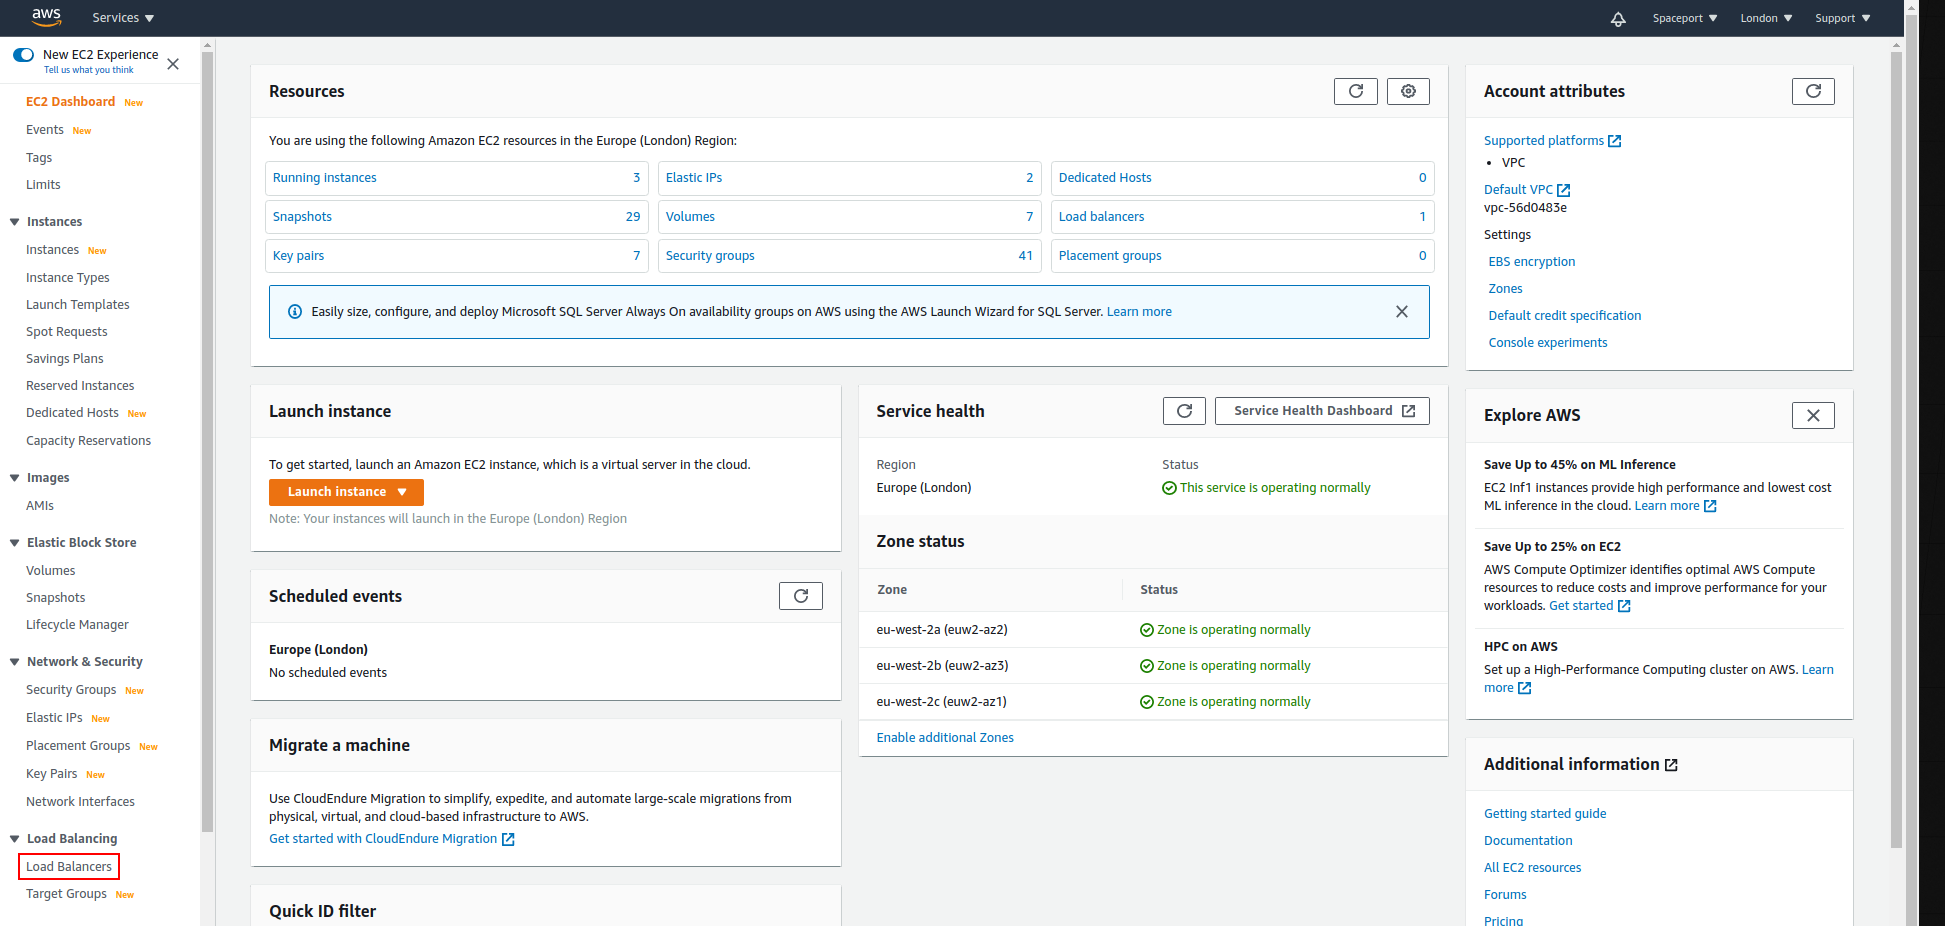 aws Services Spaceport London Support
New EC2 Experience
Tell us what you think
EC2 Dashboard New
Events New
Tags
Limits
Instances
Instances New
Instance Types
Launch Templates
Spot Requests
Savings Plans
Reserved Instances
Dedicated Hosts New
Capacity Reservations
Images
AMIs
Elastic Block Store
Volumes
Snapshots
Lifecycle Manager
Network & Security
Security Groups New
Elastic IPs New
Placement Groups New
Key Pairs New
Network Interfaces
Load Balancing
Load Balancers
Target Groups New
Resources
You are using the following Amazon EC2 resources in the Europe (London) Region:
Running instances 3 Elastic IPs 2 Dedicated Hosts 0
Snapshots 29 Volumes 7 Load balancers 1
Key pairs 7 Security groups 41 Placement groups 0
Easily size, configure, and deploy Microsoft SQL Server Always On availability groups on AWS using the AWS Launch Wizard for SQL Server. Learn more
Launch instance
To get started, launch an Amazon EC2 instance, which is a virtual server in the cloud.
Launch instance
Note: Your instances will launch in the Europe (London) Region
Scheduled events
Europe (London)
No scheduled events
Migrate a machine
Use CloudEndure Migration to simplify, expedite, and automate large-scale migrations from
physical, virtual, and cloud-based infrastructure to AWS.
Get started with CloudEndure Migration
Quick ID filter
Service health Service Health Dashboard
Region Status
Europe (London) This service is operating normally
Zone status
Zone Status
eu-west-2a (euw2-az2) Zone is operating normally
eu-west-2b (euw2-az3) Zone is operating normally
eu-west-2c (euw2-az1) Zone is operating normally
Enable additional Zones
Account attributes
Supported platforms
• VPC
Default VPC
vpc-56d0483e
Settings
EBS encryption
Zones
Default credit specification
Console experiments
Explore AWS
Save Up to 45% on ML Inference
EC2 Inf1 instances provide high performance and lowest cost
ML inference in the cloud. Learn more
Save Up to 25% on EC2
AWS Compute Optimizer identifies optimal AWS Compute
resources to reduce costs and improve performance for your
workloads. Get started
HPC on AWS
Set up a High-Performance Computing cluster on AWS. Learn
more
Additional information
Getting started guide
Documentation
All EC2 resources
Forums
Pricing